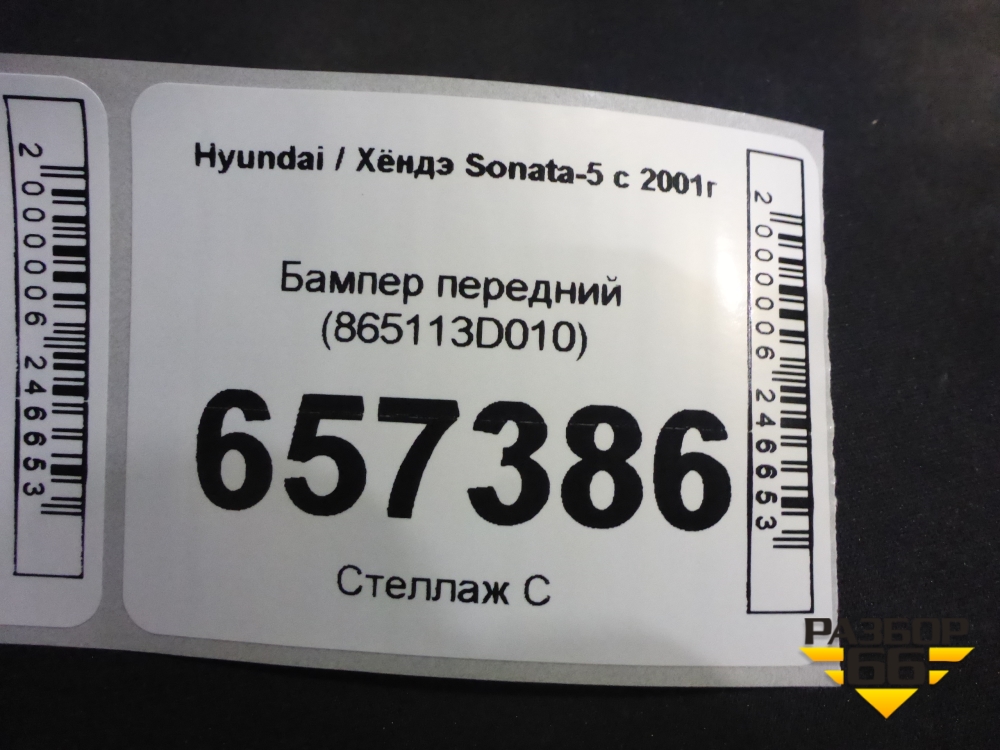 2 000006 246653
Hyundai / Хёндэ Sonata-5 с 2001г
Бампер передний
(865113D010)
657386
Стеллаж С
2 000006 246653
РАЗБОР
66